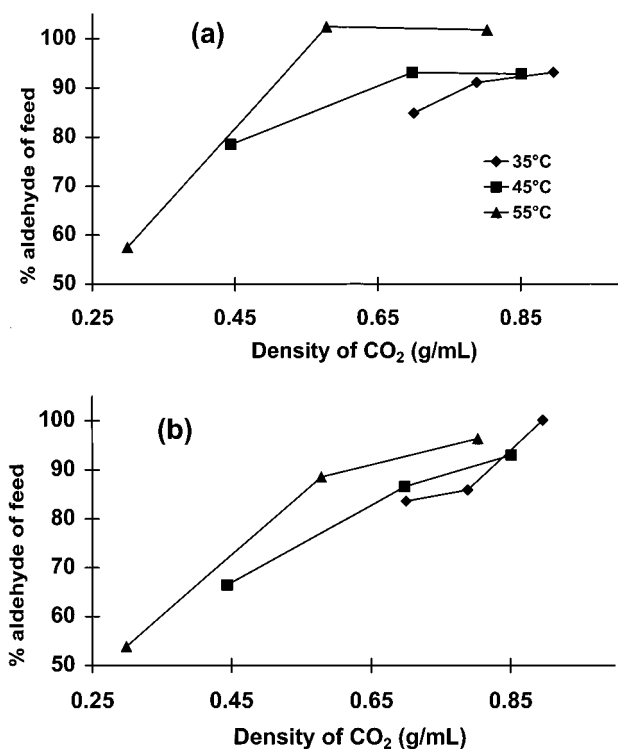 (a)
100
90
80
70
60
50
% aldehyde of feed
35°C
45°C
55°C
0.25 0.45 0.65 0.85
Density of CO₂ (g/mL)
(b)
100
90
80
70
60
50
% aldehyde of feed
0.25 0.45 0.65 0.85
Density of CO₂ (g/mL)